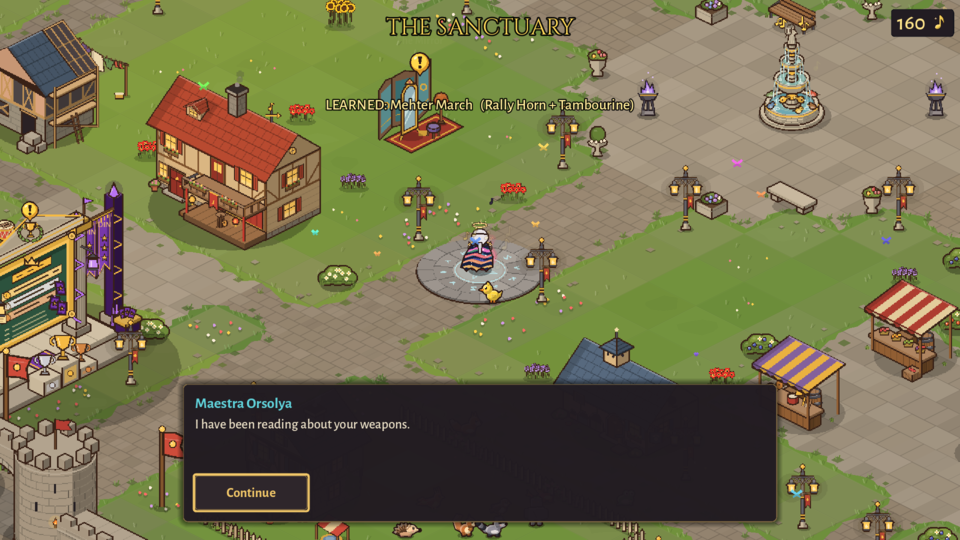 THE SANCTUARY
160
LEARNED: Mehter March (Rally Horn + Tambourine)
Maestra Orsolya
I have been reading about your weapons.
Continue